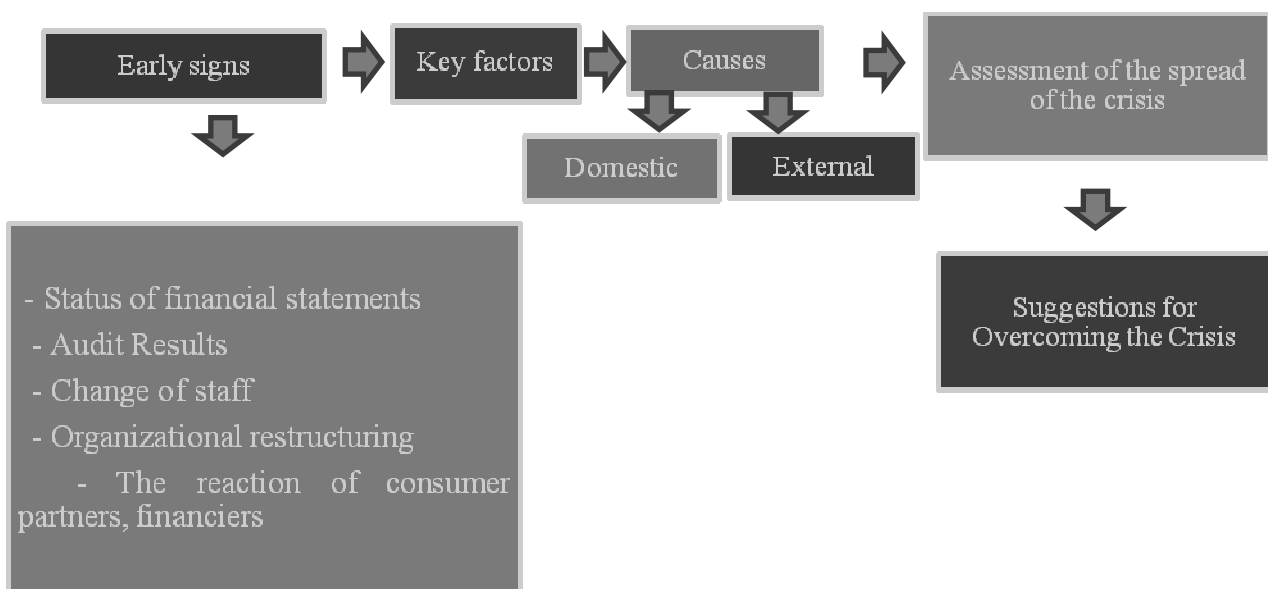 Early signs
Key factors
Causes
Assessment of the spread
of the crisis
Domestic
External
- Status of financial statements
- Audit Results
- Change of staff
- Organizational restructuring
- The reaction of consumer
partners, financiers
Suggestions for
Overcoming the Crisis